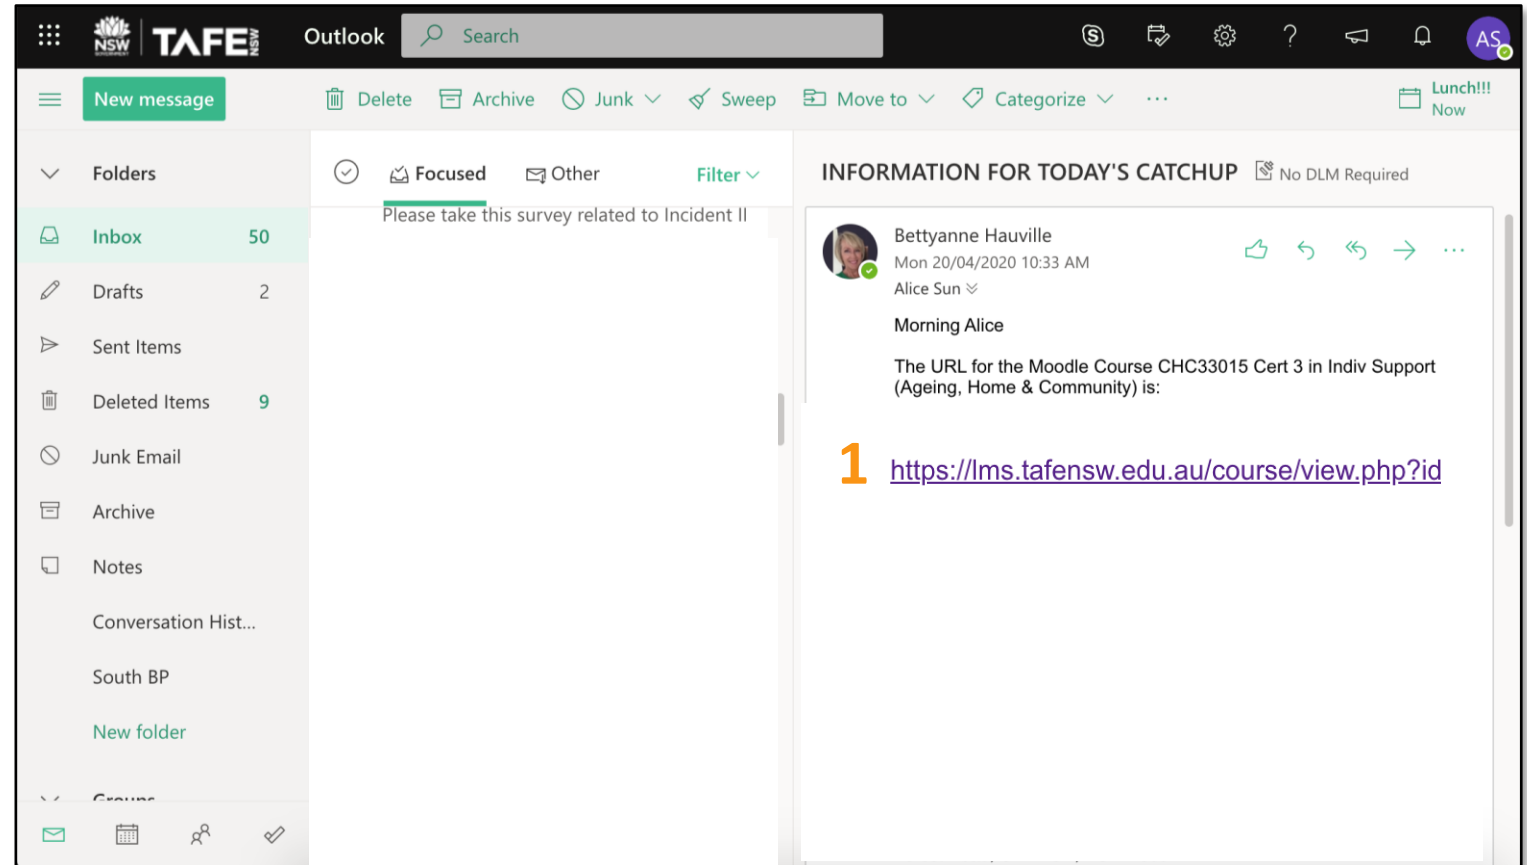 NSW
GOVERNMENT
TAFE NSW
Outlook
Search
AS
New message
Delete
Archive
Junk
Sweep
Move to
Categorize
Lunch!!!
Now
Folders
Inbox 50
Drafts 2
Sent Items
Deleted Items 9
Junk Email
Archive
Notes
Conversation Hist...
South BP
New folder
Groups
Focused
Other
Filter
Please take this survey related to Incident
INFORMATION FOR TODAY'S CATCHUP
No DLM Required
Bettyanne Hauville
Mon 20/04/2020 10:33 AM
Alice Sun
Morning Alice
The URL for the Moodle Course CHC33015 Cert 3 in Indiv Support
(Ageing, Home & Community) is:
1 https://lms.tafensw.edu.au/course/view.php?id